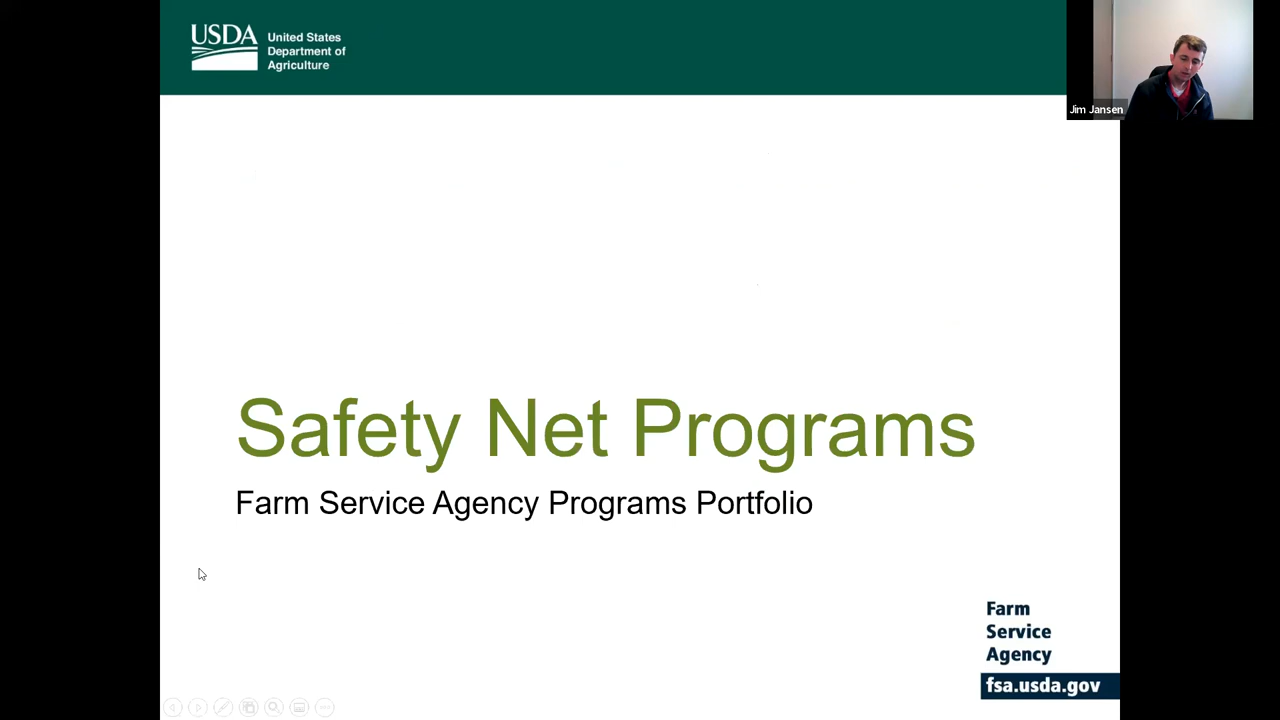 USDA
United States
Department of
Agriculture
Jim Jansen
Safety Net Programs
Farm Service Agency Programs Portfolio
Farm
Service
Agency
fsa.usda.gov